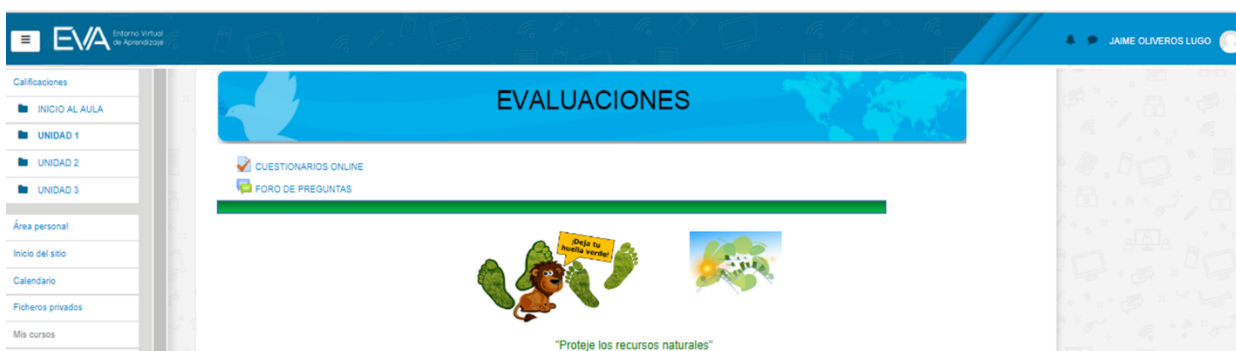 EVA Entorno Virtual
de Aprendizaje
JAIME OLIVEROS LUGO
Calificaciones
INICIO AL AULA
UNIDAD 1
UNIDAD 2
UNIDAD 3
Área personal
Inicio del sitio
Calendario
Ficheros privados
Mis cursos
EVALUACIONES
CUESTIONARIOS ONLINE
FORO DE PREGUNTAS
¡Deja tu
huella verde!
"Proteje los recursos naturales"